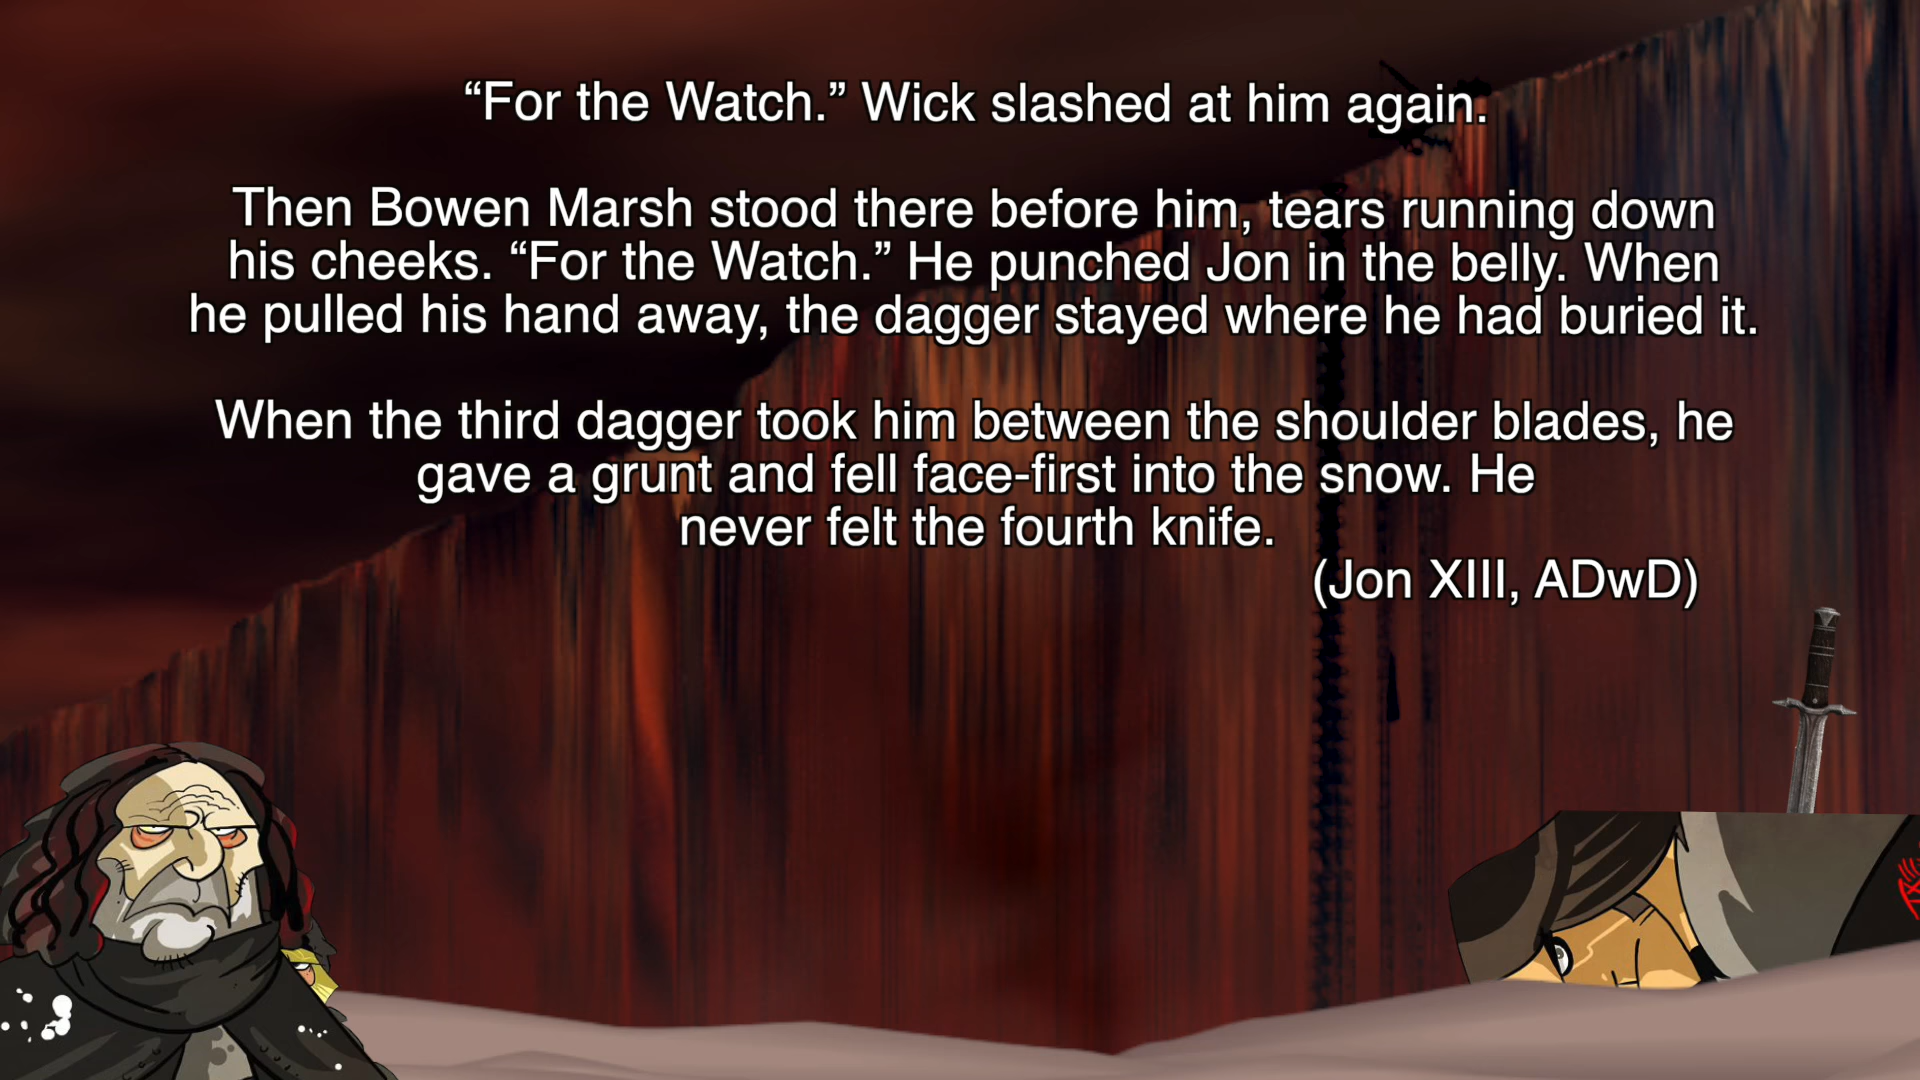 “For the Watch.” Wick slashed at him again.
Then Bowen Marsh stood there before him, tears running down
his cheeks. “For the Watch.” He punched Jon in the belly. When
he pulled his hand away, the dagger stayed where he had buried it.
When the third dagger took him between the shoulder blades, he
gave a grunt and fell face-first into the snow. He
never felt the fourth knife.
(Jon XIII, ADwD)